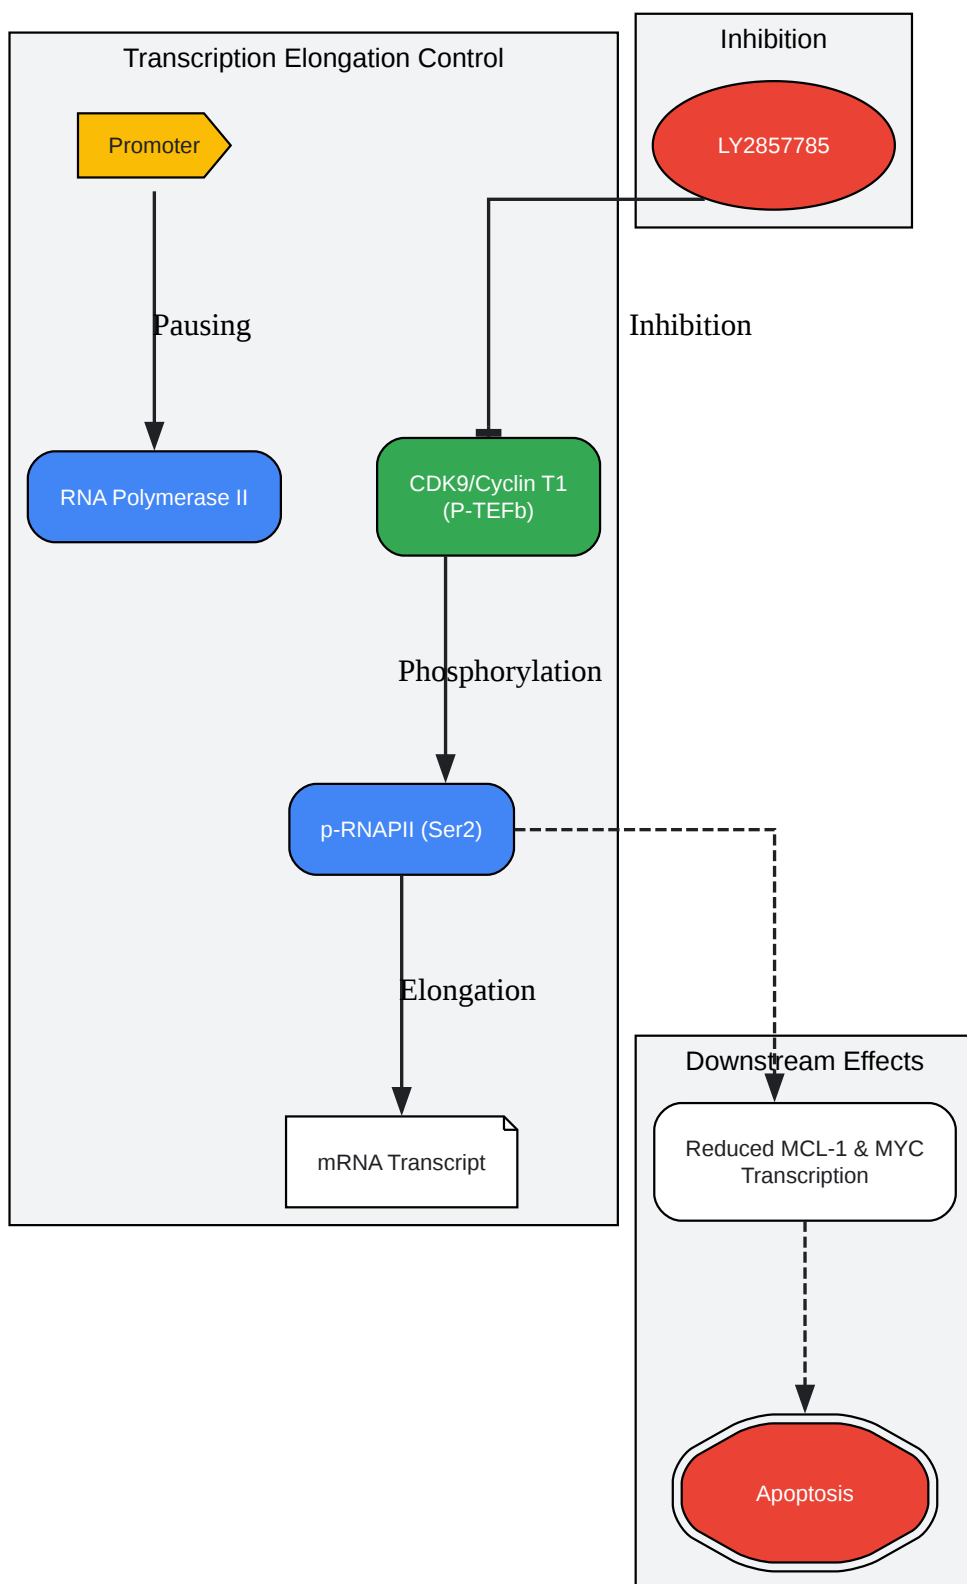 Inhibition
Transcription Elongation Control
Promoter
LY2857785
Pausing
Inhibition
RNA Polymerase II
CDK9/Cyclin T1
(P-TEFb)
Phosphorylation
p-RNAPII (Ser2)
Elongation
Downstream Effects
Reduced MCL-1 & MYC
Transcription
mRNA Transcript
Apoptosis